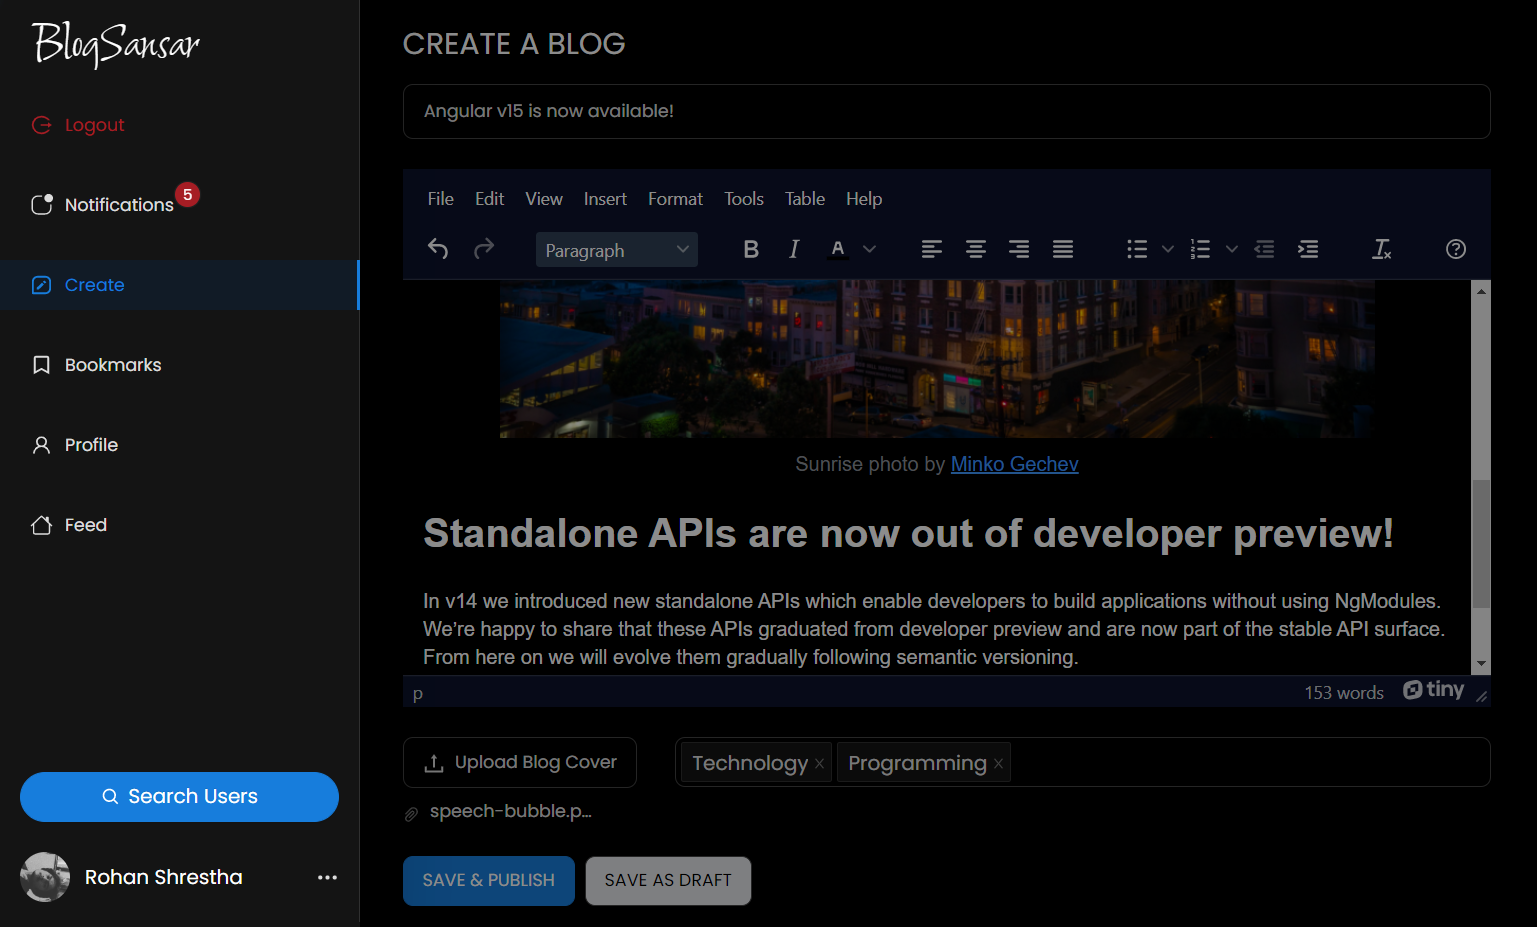 BlogSansar
Logout
Notifications 5
Create
Bookmarks
Profile
Feed
Search Users
Rohan Shrestha
CREATE A BLOG
Angular v15 is now available!
File Edit View Insert Format Tools Table Help
Paragraph B I A
Sunrise photo by Minko Gechev
Standalone APIs are now out of developer preview!
In v14 we introduced new standalone APIs which enable developers to build applications without using NgModules.
We’re happy to share that these APIs graduated from developer preview and are now part of the stable API surface.
From here on we will evolve them gradually following semantic versioning.
p 153 words tiny
Upload Blog Cover Technology Programming
speech-bubble.p...
SAVE & PUBLISH SAVE AS DRAFT